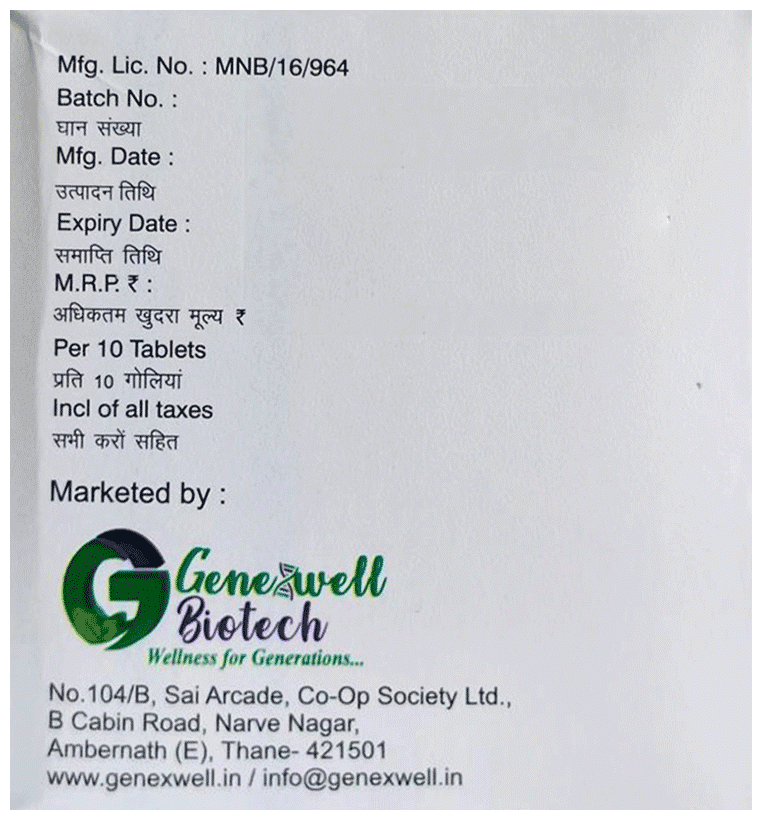 Mfg. Lic. No. : MNB/16/964
Batch No. :
घान संख्या
Mfg. Date :
उत्पादन तिथि
Expiry Date :
समाप्ति तिथि
M.R.P. ₹ :
अधिकतम खुदरा मूल्य ₹
Per 10 Tablets
प्रति 10 गोलियां
Incl of all taxes
सभी करों सहित
Marketed by :
Genexwell
Biotech
Wellness for Generations...
No.104/B, Sai Arcade, Co-Op Society Ltd.,
B Cabin Road, Narve Nagar,
Ambernath (E), Thane- 421501
www.genexwell.in / info@genexwell.in